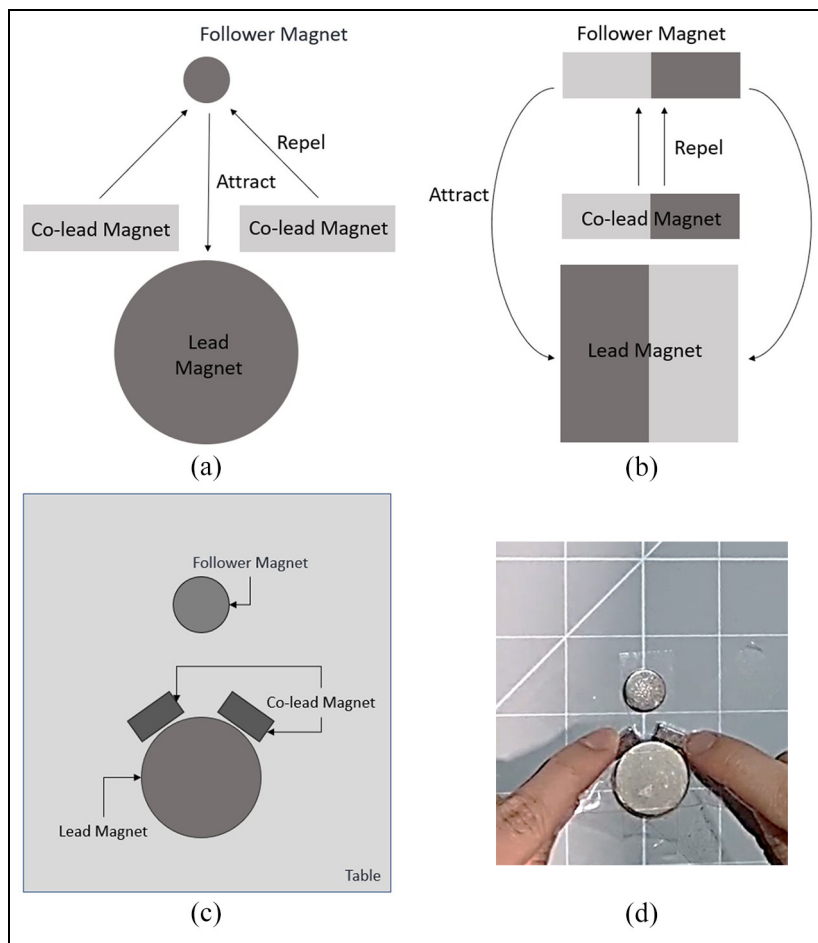 Follower Magnet
Repel
Attract
Co-lead Magnet
Co-lead Magnet
Lead
Magnet
(a)
Follower Magnet
Repel
Attract
Co-lead Magnet
Lead Magnet
(b)
Follower Magnet
Co-lead Magnet
Lead Magnet
Table
(c)
(d)